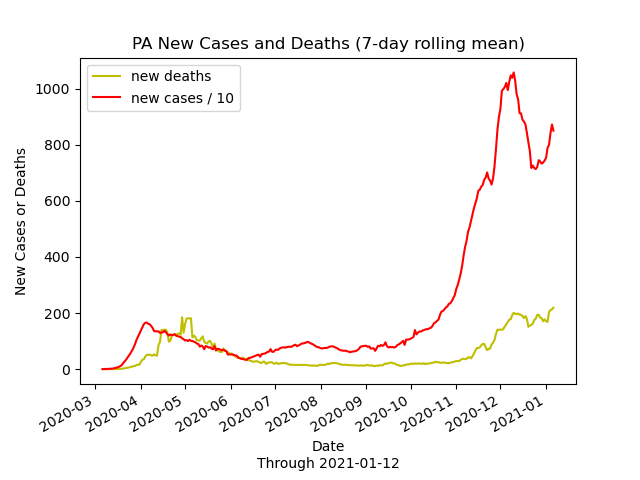 PA New Cases and Deaths (7-day rolling mean)
new deaths
new cases / 10
New Cases or Deaths
1000
800
600
400
200
0
2020-03
2020-04
2020-05
2020-06
2020-07
2020-08
2020-09
2020-10
2020-11
2020-12
2021-01
Date
Through 2021-01-12